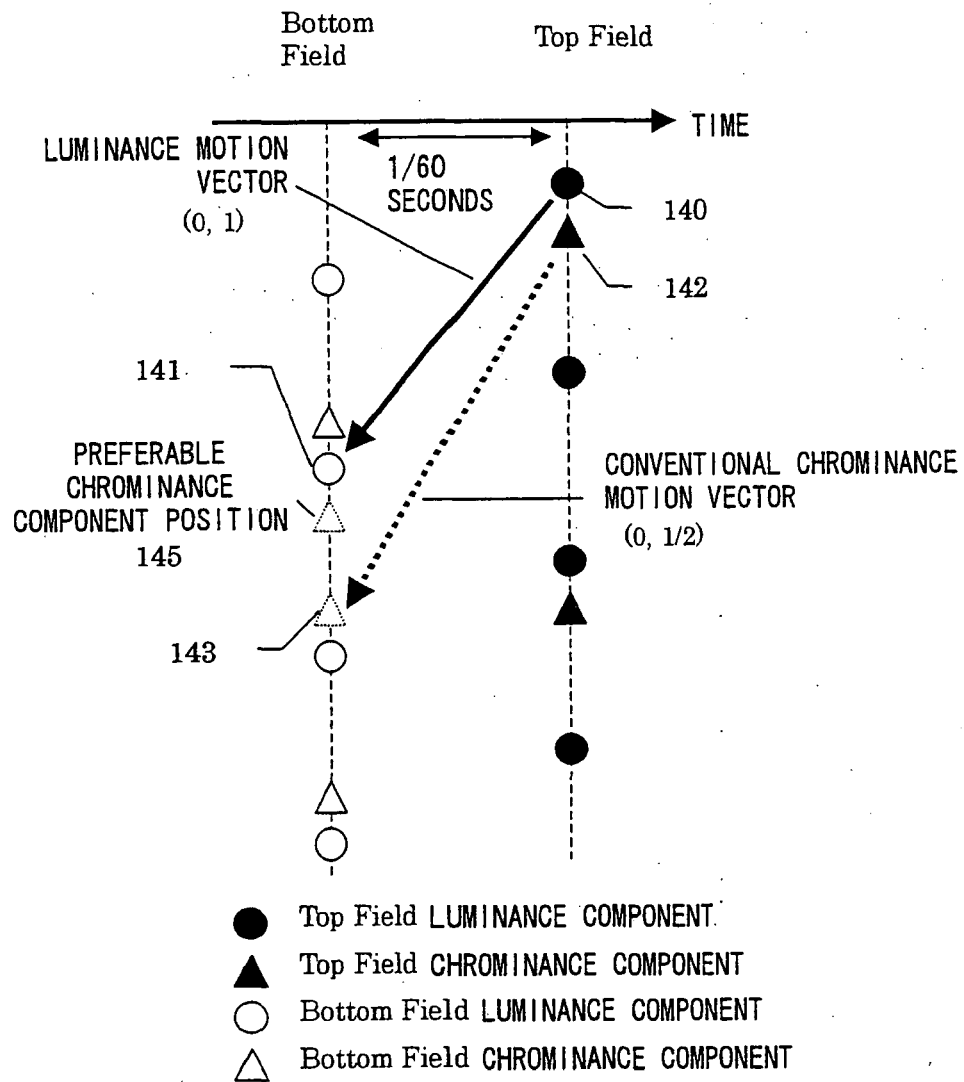 Bottom
Field
Top Field
TIME
1/60
SECONDS
LUMINANCE MOTION
VECTOR
(0, 1)
140
142
141
PREFERABLE
CHROMINANCE
COMPONENT POSITION
145
CONVENTIONAL CHROMINANCE
MOTION VECTOR
(0, 1/2)
143
Top Field LUMINANCE COMPONENT
Top Field CHROMINANCE COMPONENT
Bottom Field LUMINANCE COMPONENT
Bottom Field CHROMINANCE COMPONENT